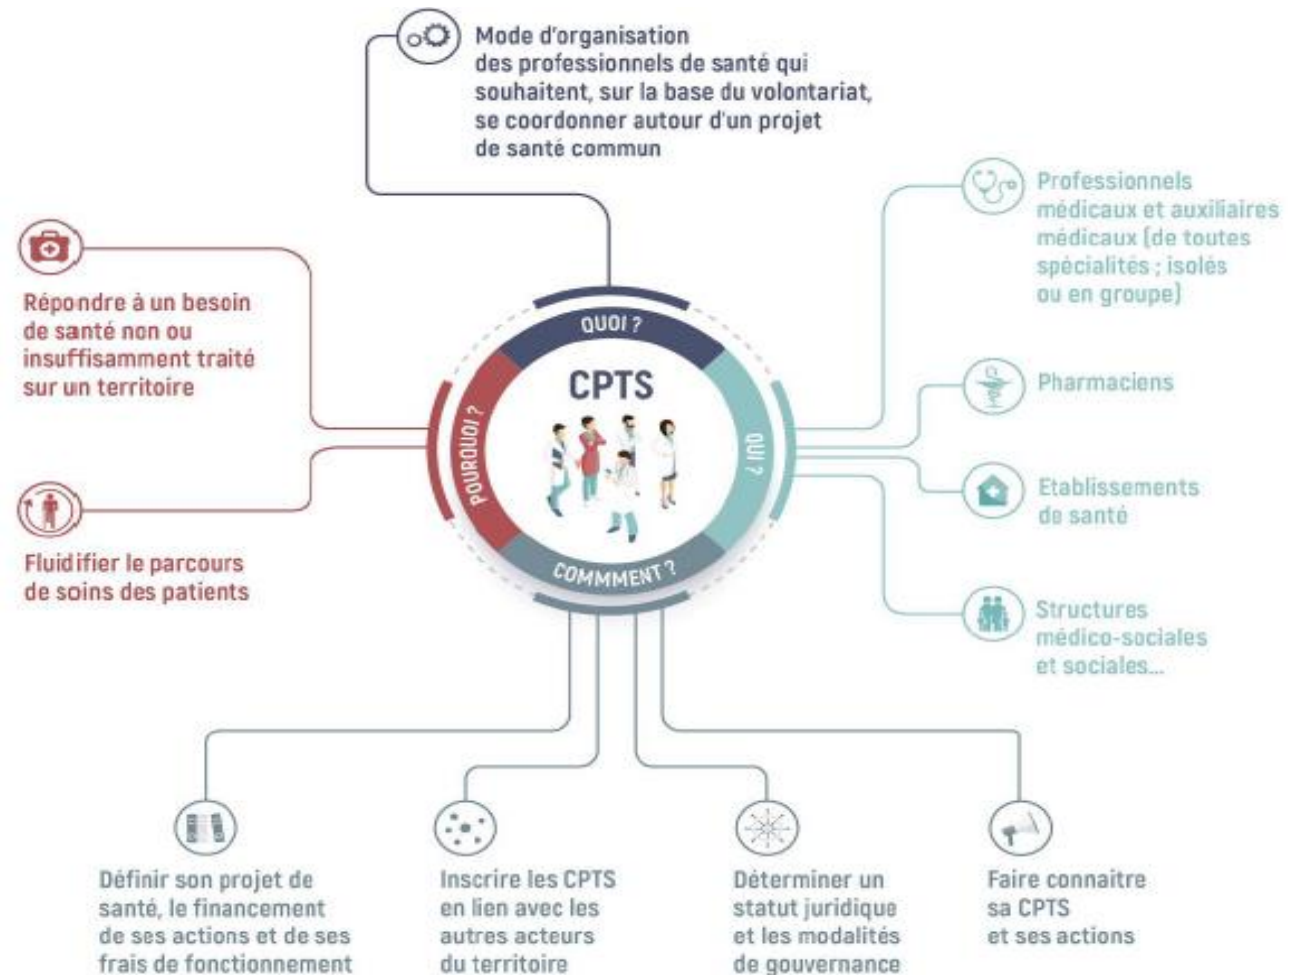 Mode d'organisation
des professionnels de santé qui
souhaitent, sur la base du volontariat,
se coordonner autour d'un projet
de santé commun
Professionnels
médicaux et auxiliaires
médicaux (de toutes
spécialités ; isolés
ou en groupe)
Répondre à un besoin
de santé non ou
insuffisamment traité
sur un territoire
QUOI ?
CPTS
POURQUOI ?
QUI ?
COMMMENT ?
Pharmaciens
Etablissements
de santé
Fluidifier le parcours
de soins des patients
Structures
médico-sociales
et sociales...
Définir son projet de
santé, le financement
de ses actions et de ses
frais de fonctionnement
Inscrire les CPTS
en lien avec les
autres acteurs
du territoire
Déterminer un
statut juridique
et les modalités
de gouvernance
Faire connaitre
sa CPTS
et ses actions